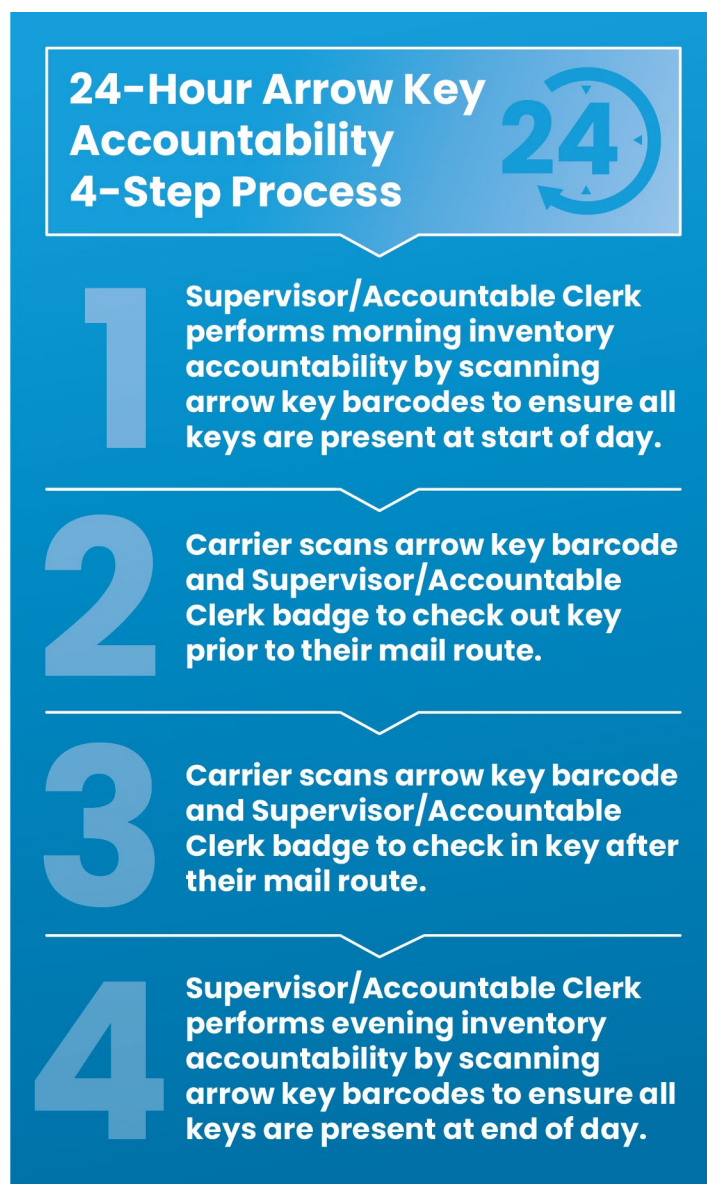 24-Hour Arrow Key
Accountability
4-Step Process
24
1
Supervisor/Accountable Clerk
performs morning inventory
accountability by scanning
arrow key barcodes to ensure all
keys are present at start of day.
2
Carrier scans arrow key barcode
and Supervisor/Accountable
Clerk badge to check out key
prior to their mail route.
3
Carrier scans arrow key barcode
and Supervisor/Accountable
Clerk badge to check in key after
their mail route.
4
Supervisor/Accountable Clerk
performs evening inventory
accountability by scanning
arrow key barcodes to ensure all
keys are present at end of day.